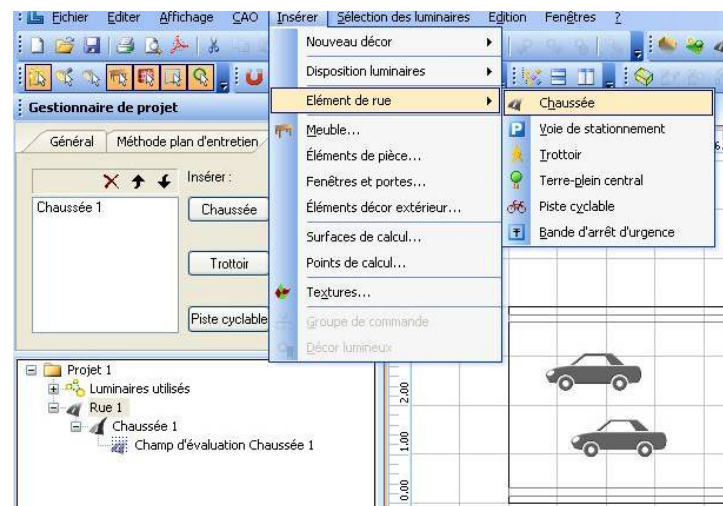 Fichier Editer Affichage CAO Insérer Sélection des luminaires Edition Fenêtres ?
Nouveau décor
Disposition luminaires
Elément de rue
Meuble...
Éléments de pièce...
Fenêtres et portes...
Éléments décor extérieur...
Surfaces de calcul...
Points de calcul...
Textures...
Groupe de commande
Décor lumineux
Chaussée
Voie de stationnement
Trottoir
Terre-plein central
Piste cyclable
Bande d'arrêt d'urgence
Gestionnaire de projet
Général Méthode plan d'entretien
Insérer :
Chaussée 1
Chaussée
Trottoir
Piste cyclable
Projet 1
Luminaires utilisés
Rue 1
Chaussée 1
Champ d'évaluation Chaussée 1
2.00
1.00
0.00